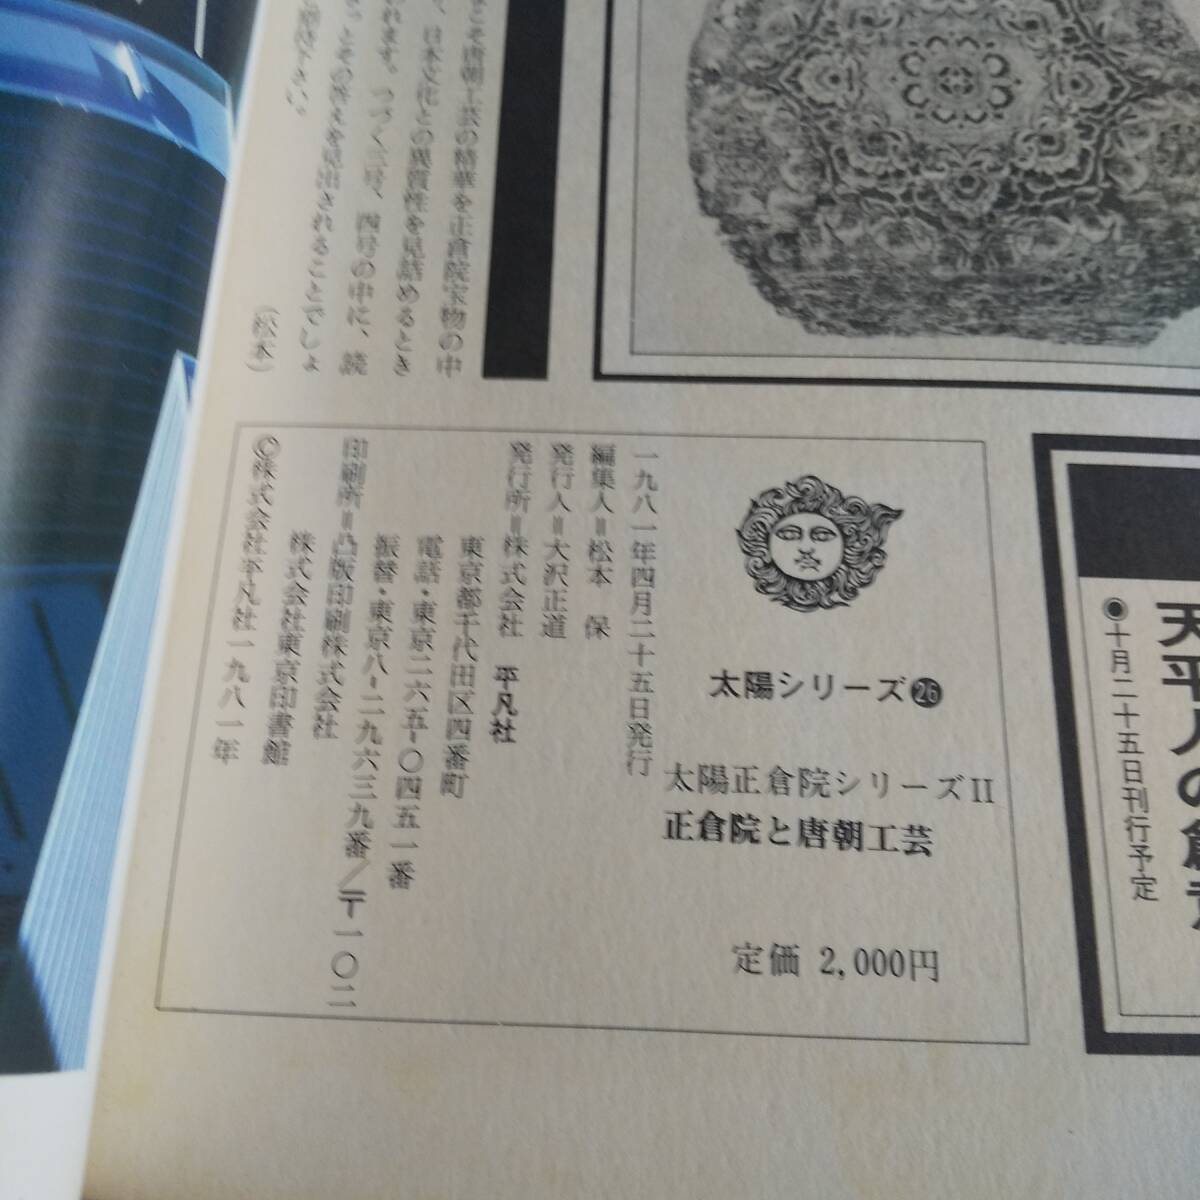 こそ唐朝工芸の精華を正倉院宝物の中
、日本文化との異質性を見詰めるとき
れます。つづく三号、四号の中に、読
っとその答えを見出されることでしょ
期待下さい。
(松本)
太陽シリーズ26
太陽正倉院シリーズII
正倉院と唐朝工芸
定価 2,000円
一九八一年四月二十五日発行
編集人=松本 保
発行人=大沢正道
発行所=株式会社 平凡社
東京都千代田区四番町
電話・東京二六五-〇四五一番
振替・東京八-二九六三九番/〒一〇二
印刷所=凸版印刷株式会社
株式会社東京印書館
©株式会社平凡社一九八一年
天平人の創
●十月二十五日刊行予定